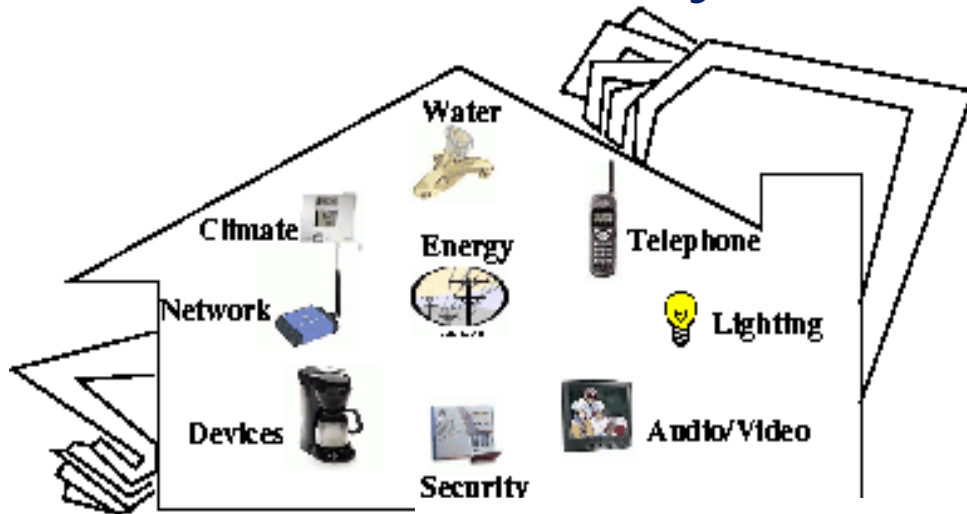 Water
Climate
Energy
Telephone
Network
Lighting
Devices
Audio/Video
Security